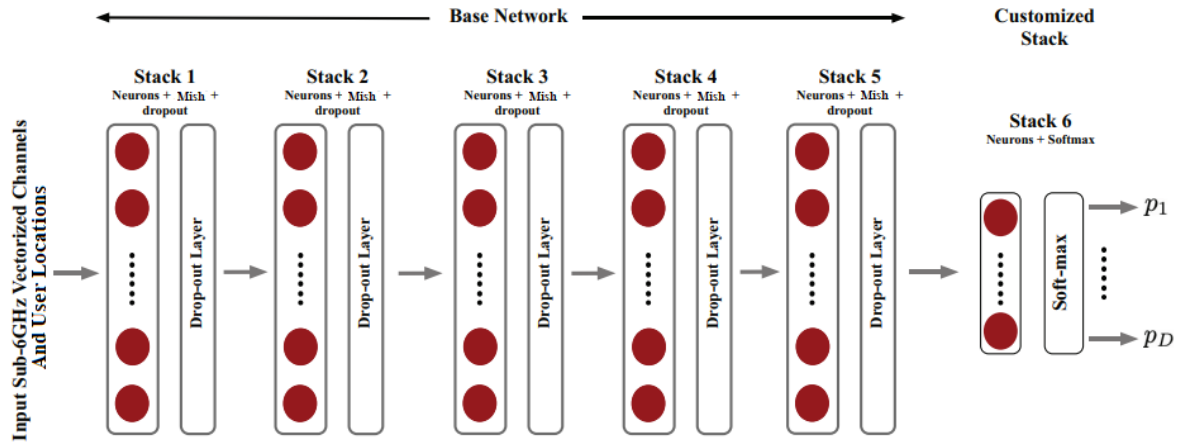 Base Network
Customized
Stack
Stack 1
Neurons + Mish +
dropout
Stack 2
Neurons + Mish +
dropout
Stack 3
Neurons + Mish +
dropout
Stack 4
Neurons + Mish +
dropout
Stack 5
Neurons + Mish +
dropout
Stack 6
Neurons + Softmax
Input Sub-6GHz Vectorized Channels
And User Locations
Drop-out Layer
Drop-out Layer
Drop-out Layer
Drop-out Layer
Drop-out Layer
Soft-max
p₁
p_D